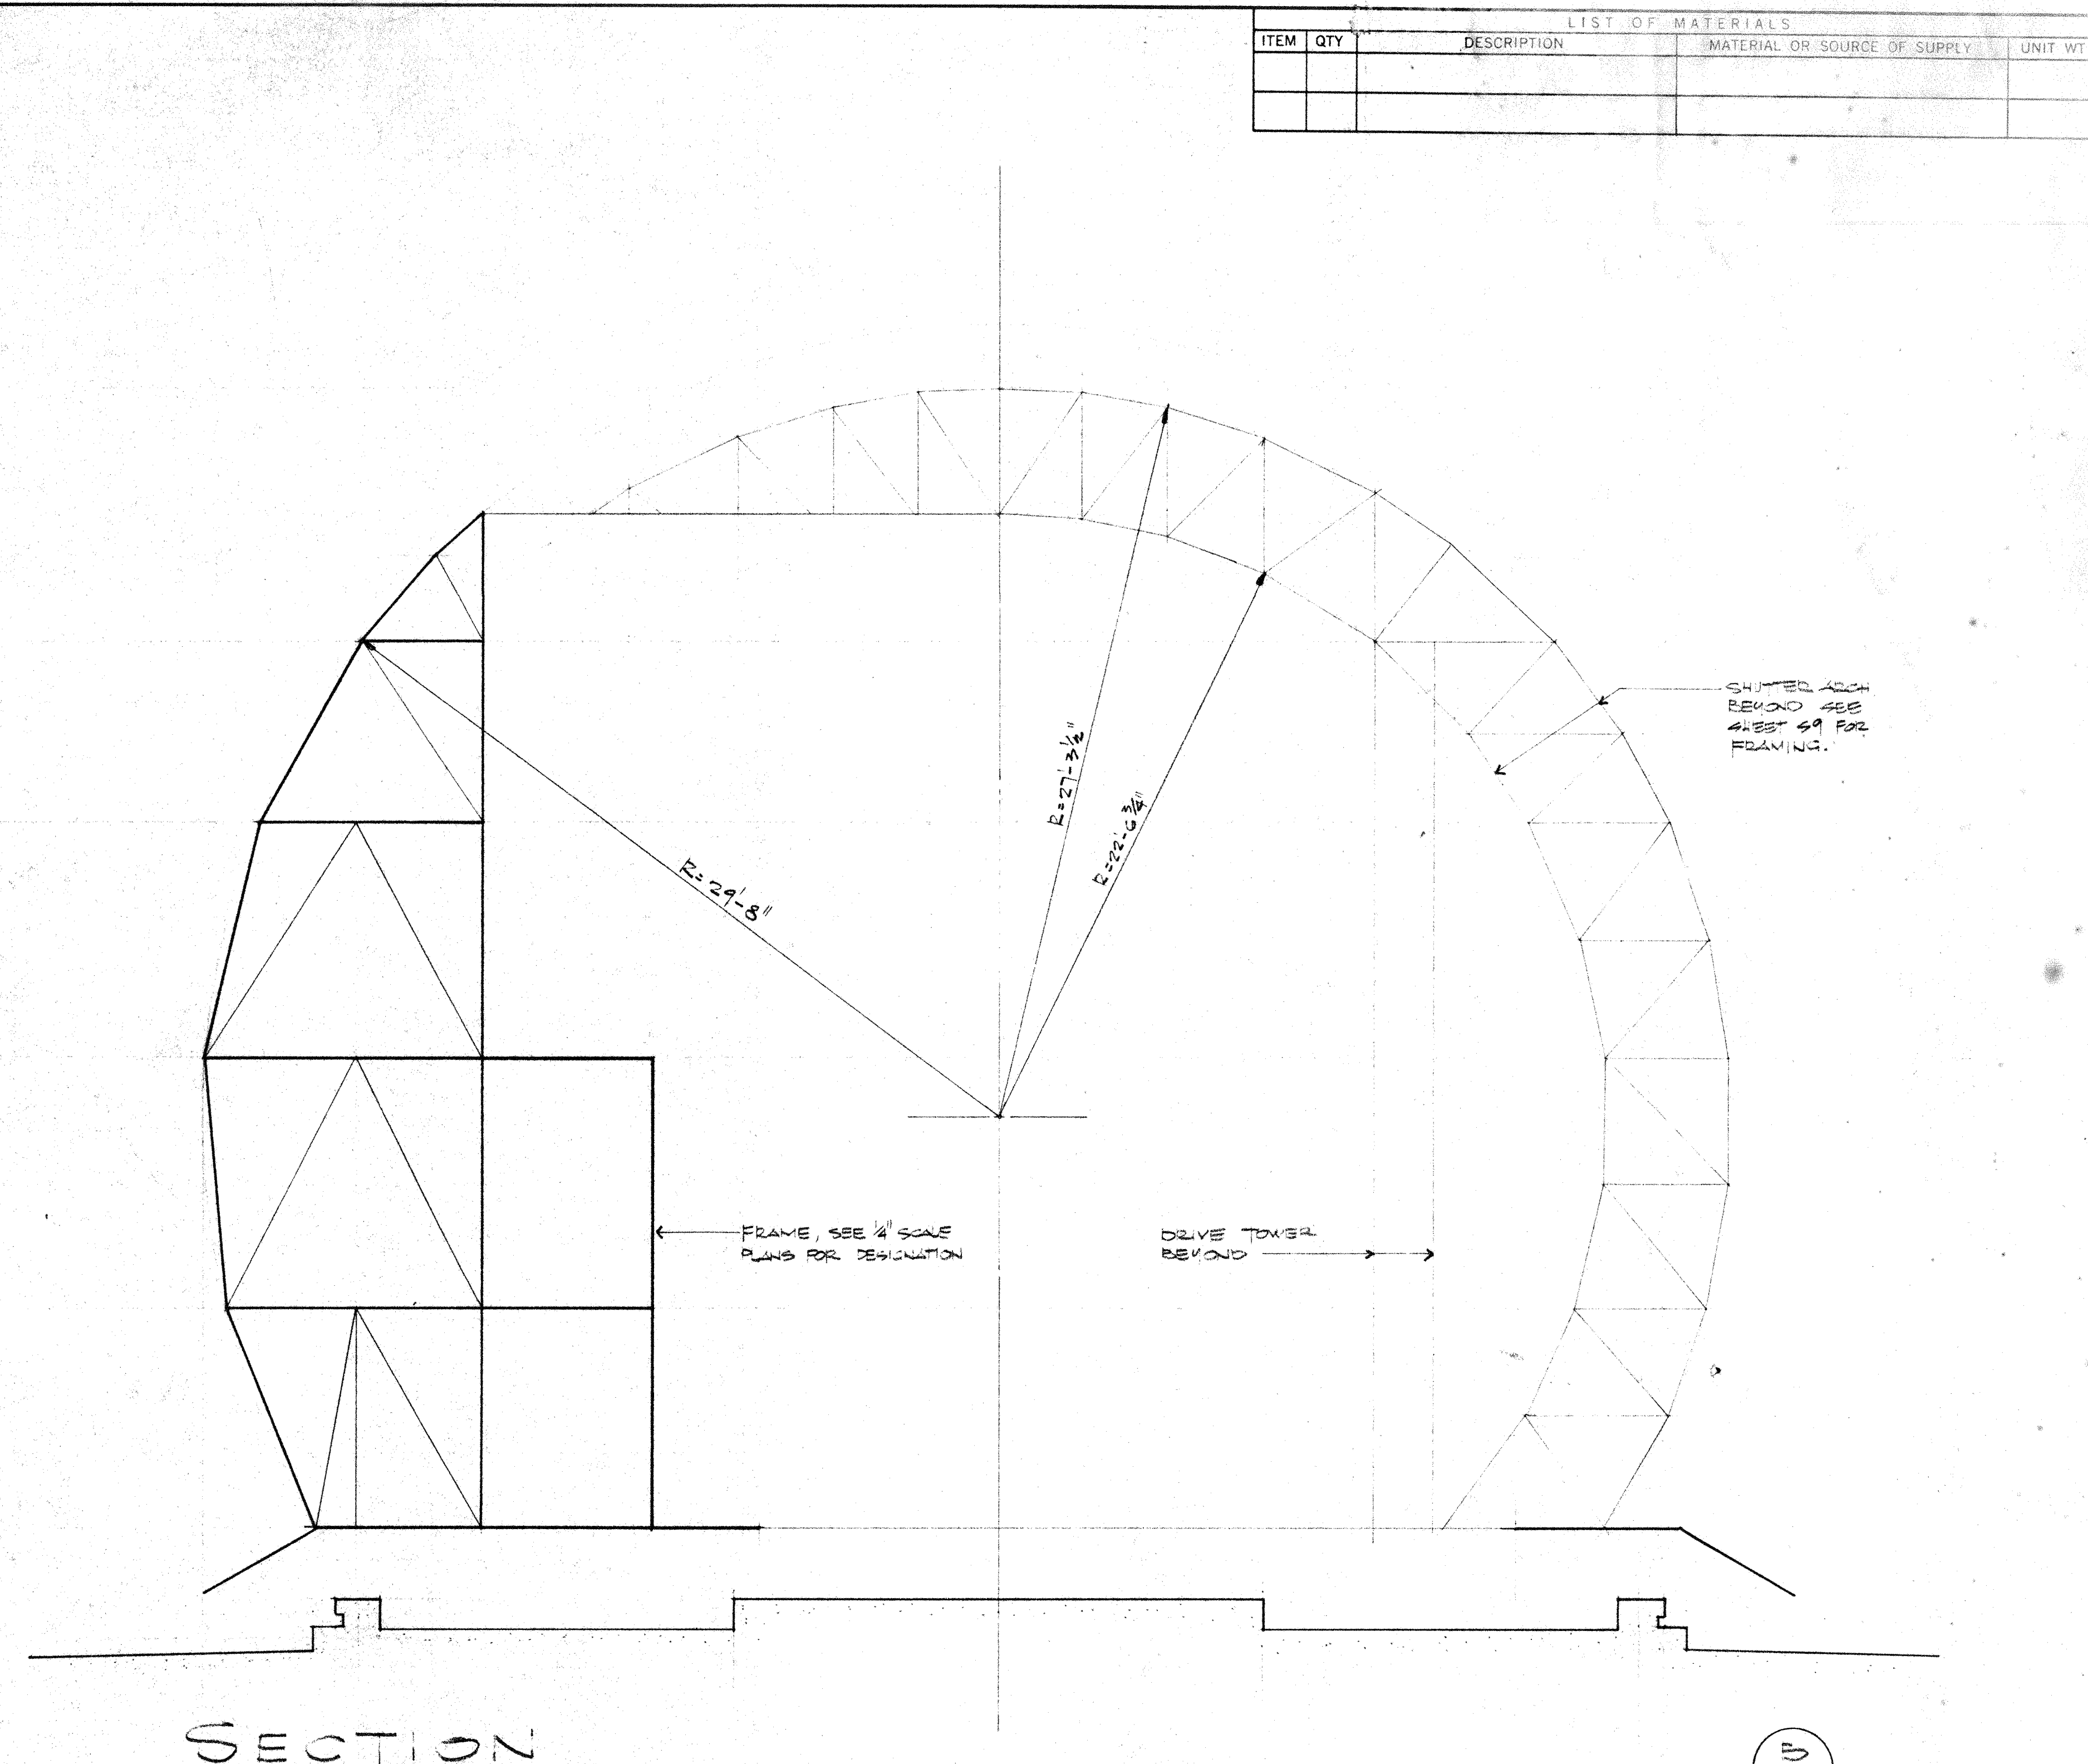 LIST OF MATERIALS
ITEM QTY DESCRIPTION MATERIAL OR SOURCE OF SUPPLY UNIT WT
SHUTTER ARCH
BEYOND SEE
SHEET S9 FOR
FRAMING.
R=27'-3½"
R=22'-6¾"
R=29'-8"
FRAME, SEE ¼" SCALE
PLANS FOR DESIGNATION
DRIVE TOWER
BEYOND
SECTION